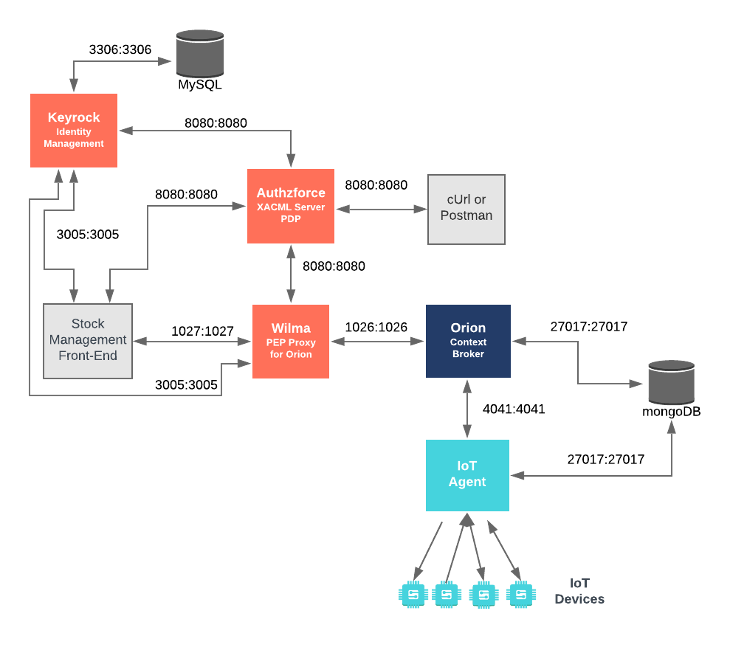 3306:3306
MySQL
Keyrock
Identity
Management
8080:8080
Authzforce
XACML Server
PDP
8080:8080
8080:8080
cUrl or
Postman
3005:3005
8080:8080
Stock
Management
Front-End
1027:1027
Wilma
PEP Proxy
for Orion
1026:1026
Orion
Context
Broker
27017:27017
mongoDB
3005:3005
4041:4041
IoT
Agent
27017:27017
IoT
Devices